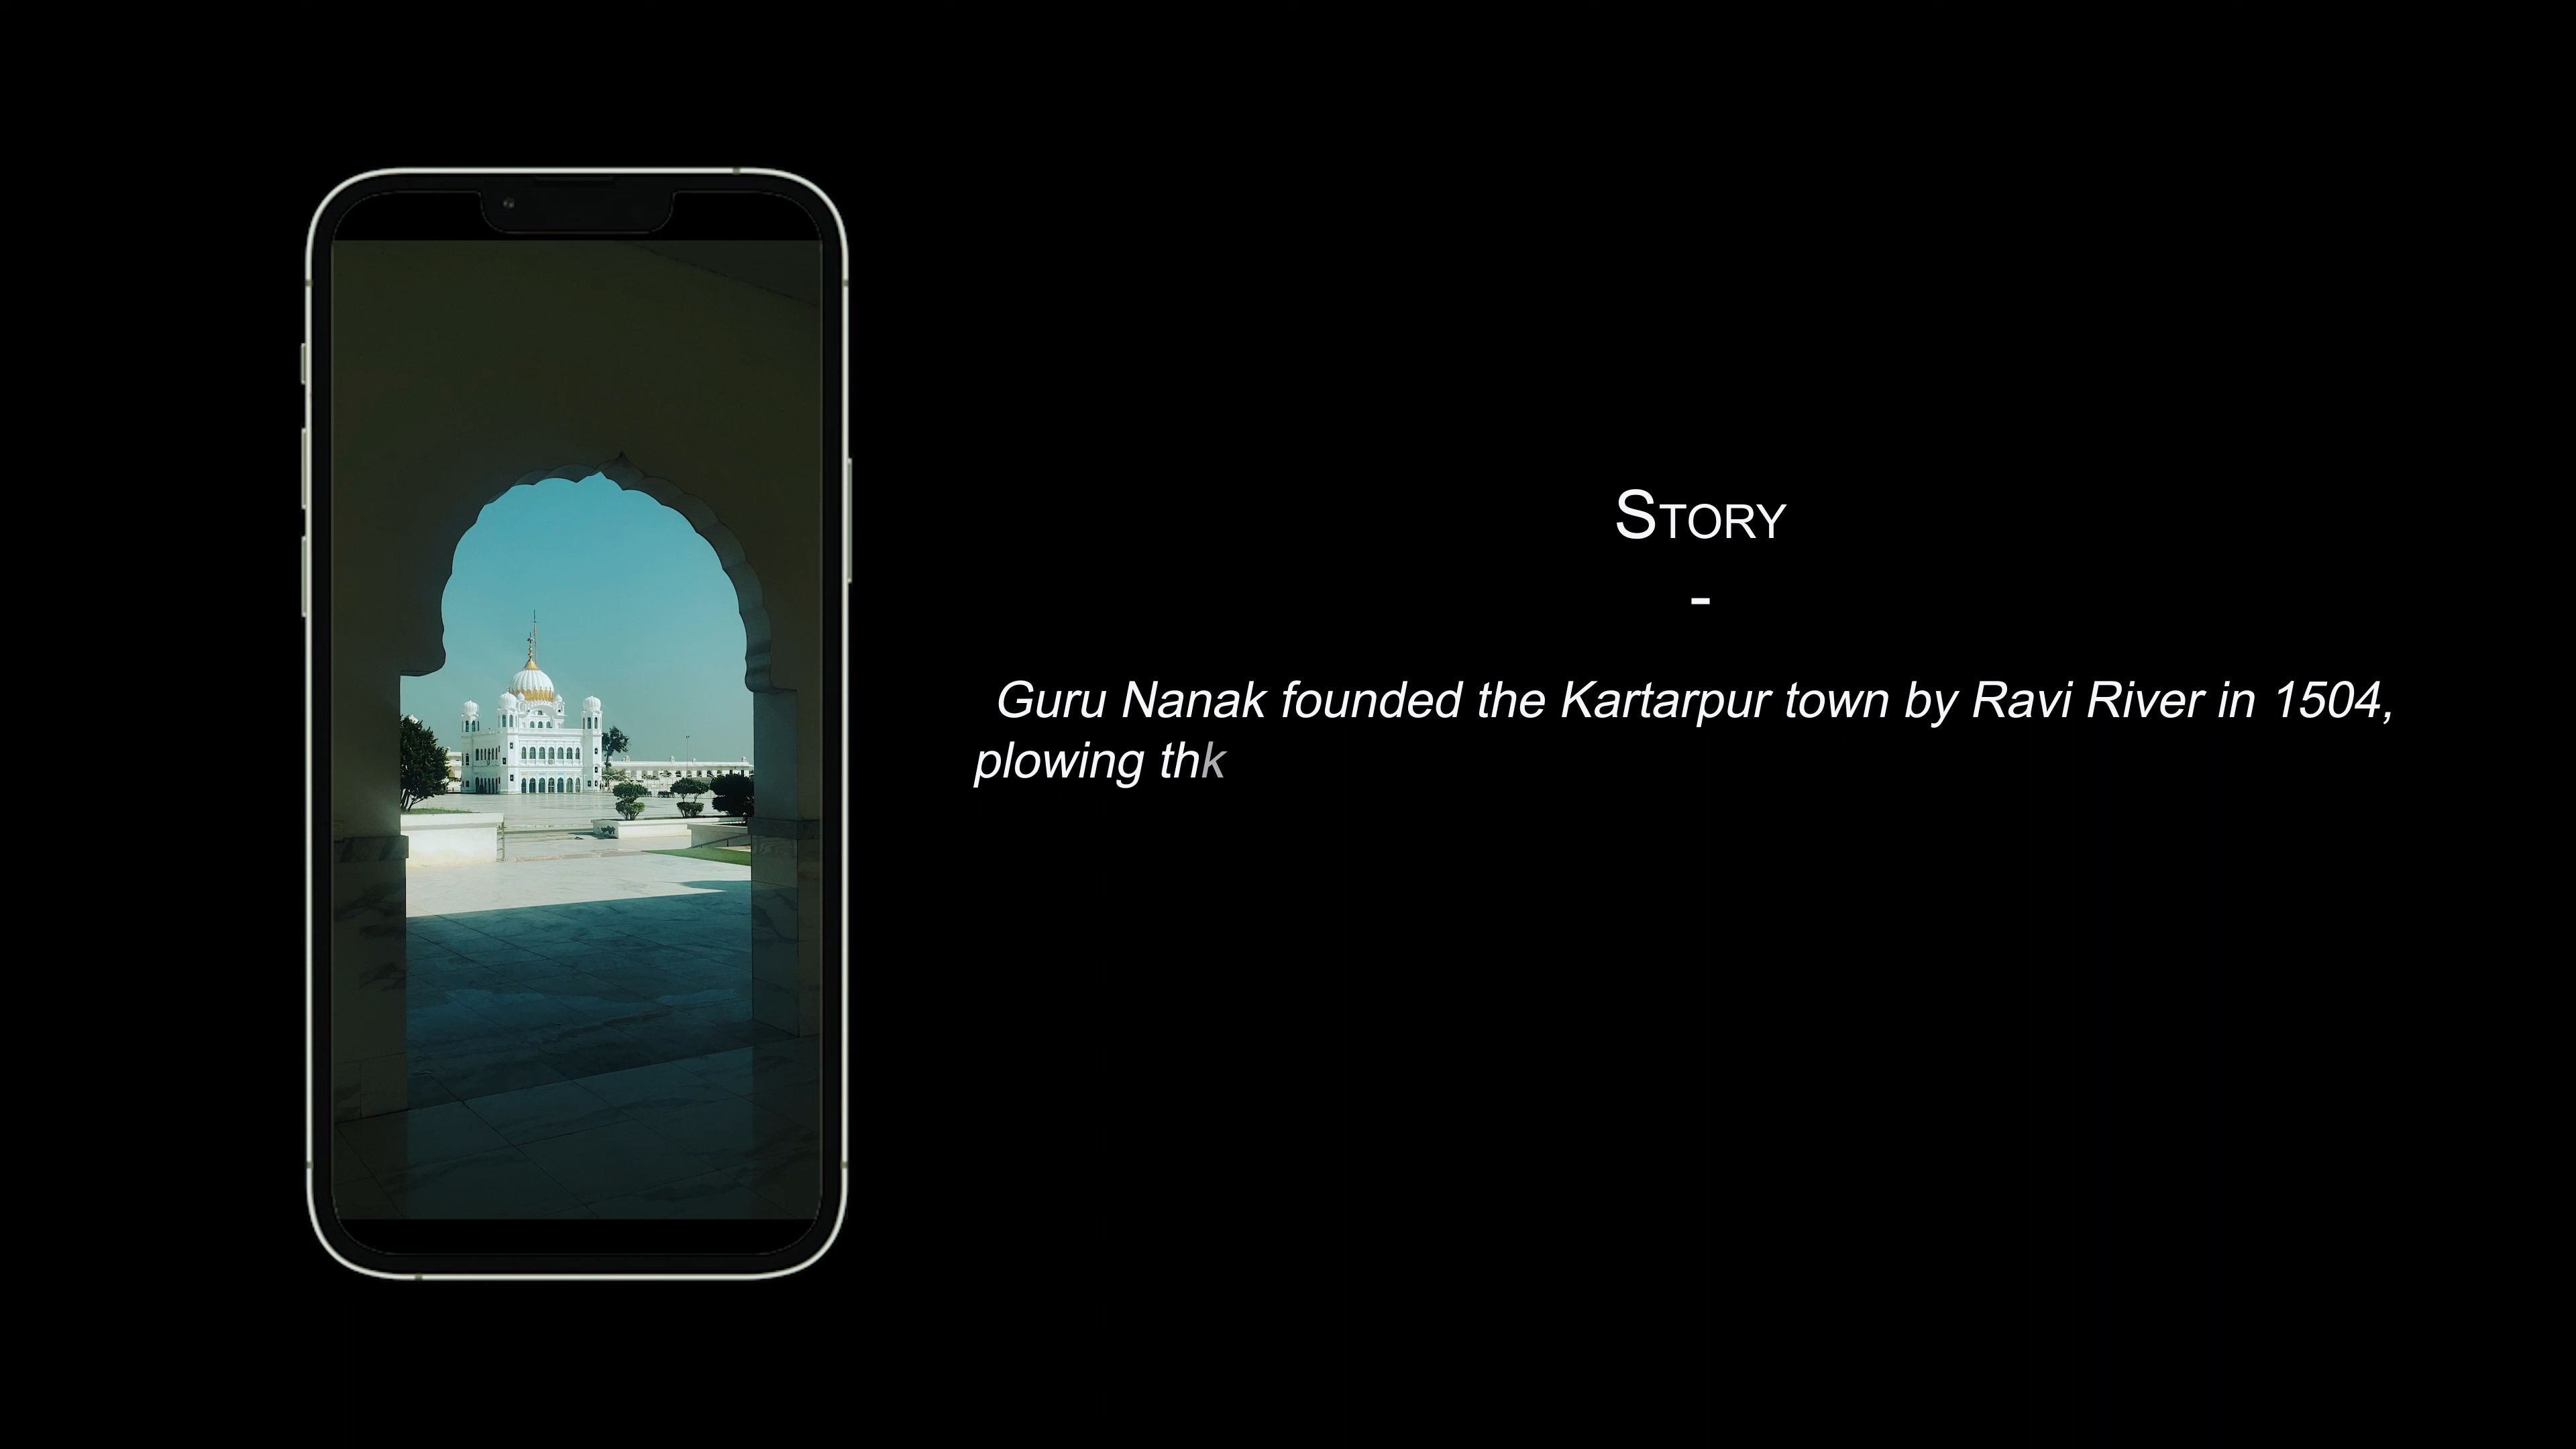 STORY
-
Guru Nanak founded the Kartarpur town by Ravi River in 1504,
plowing thk